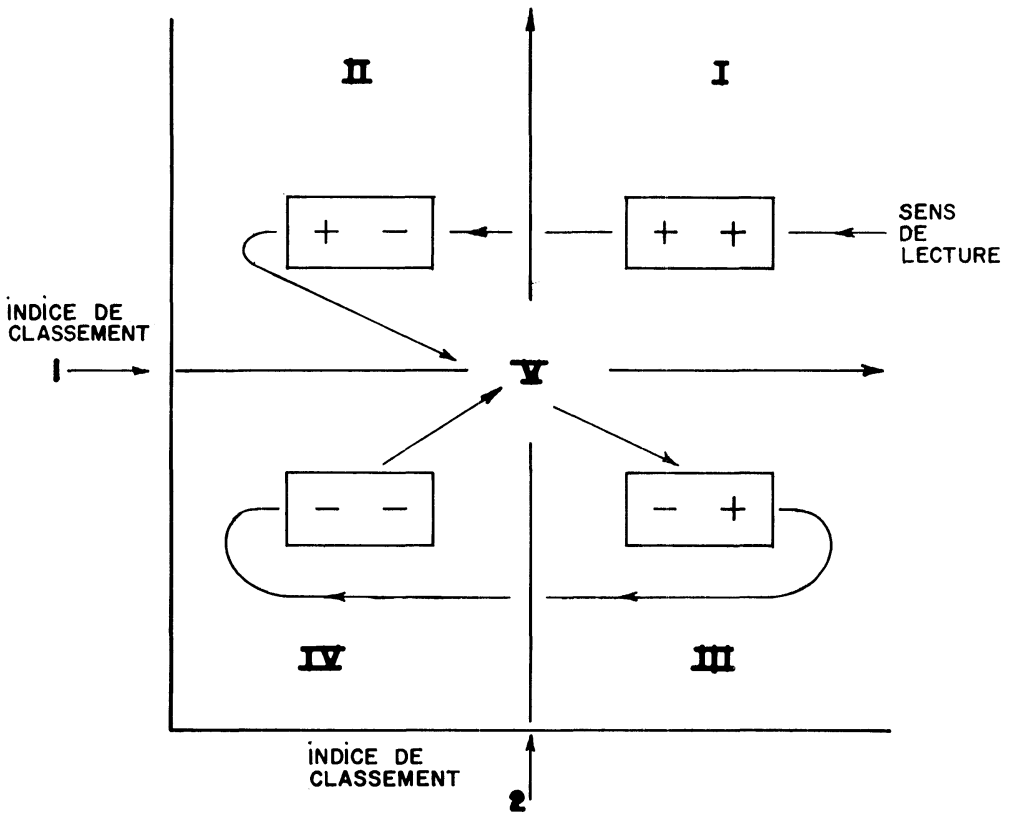 II
I
+ -
+ +
SENS
DE
LECTURE
INDICE DE
CLASSEMENT
1
V
- -
- +
IV
III
INDICE DE
CLASSEMENT
2